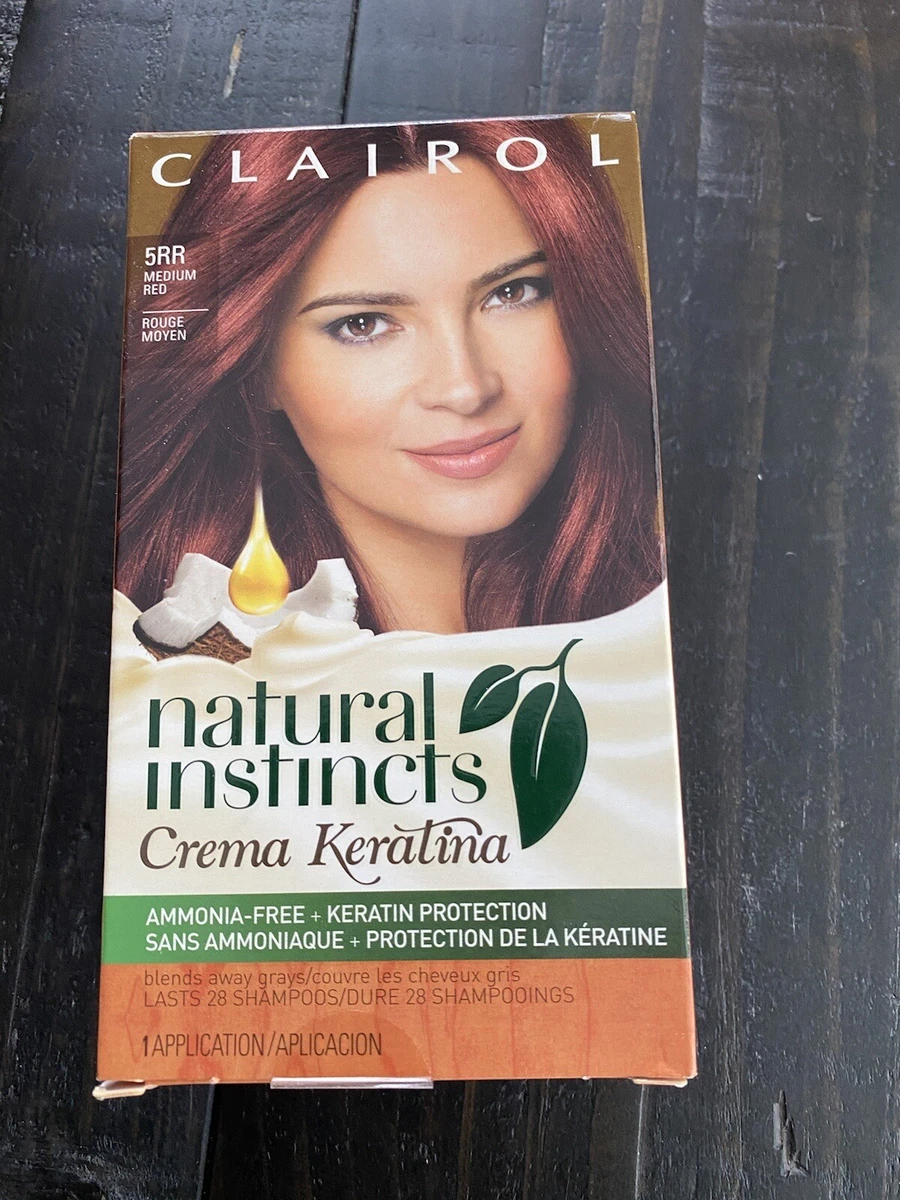 CLAIROL
5RR
MEDIUM
RED
ROUGE
MOYEN
natural
instincts
Crema Keratina
AMMONIA-FREE + KERATIN PROTECTION
SANS AMMONIAQUE + PROTECTION DE LA KÉRATINE
blends away grays/couvre les cheveux gris
LASTS 28 SHAMPOOS/DURE 28 SHAMPOOINGS
1 APPLICATION/APLICACION